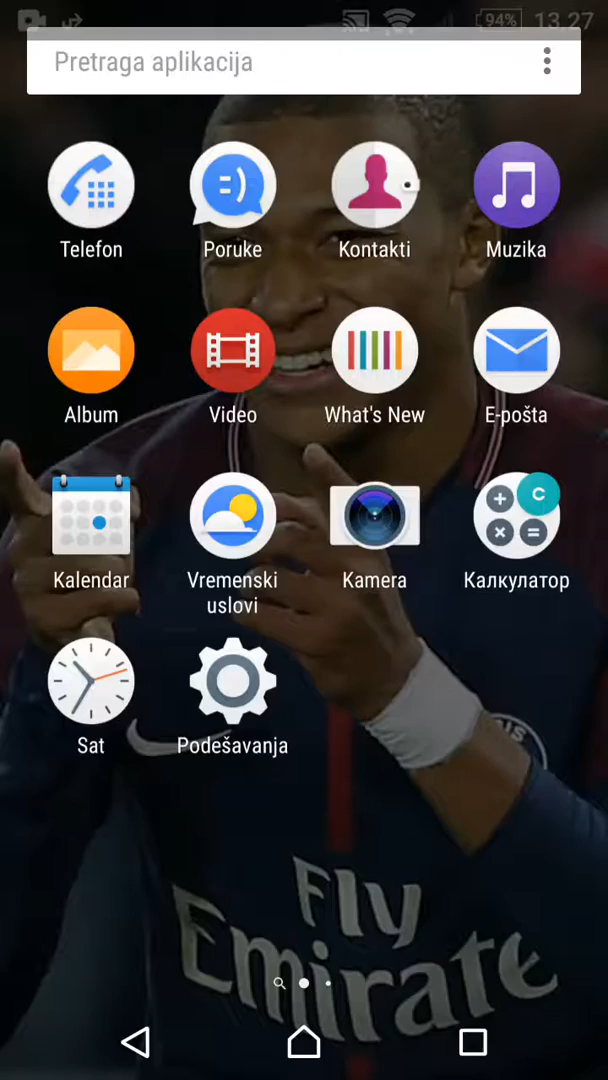 94%
13.27
Pretraga aplikacija
Telefon
Poruke
Kontakti
Muzika
Album
Video
What's New
E-pošta
Kalendar
Vremenski
uslovi
Kamera
Калкулатор
Sat
Podešavanja
Fly
Emirate